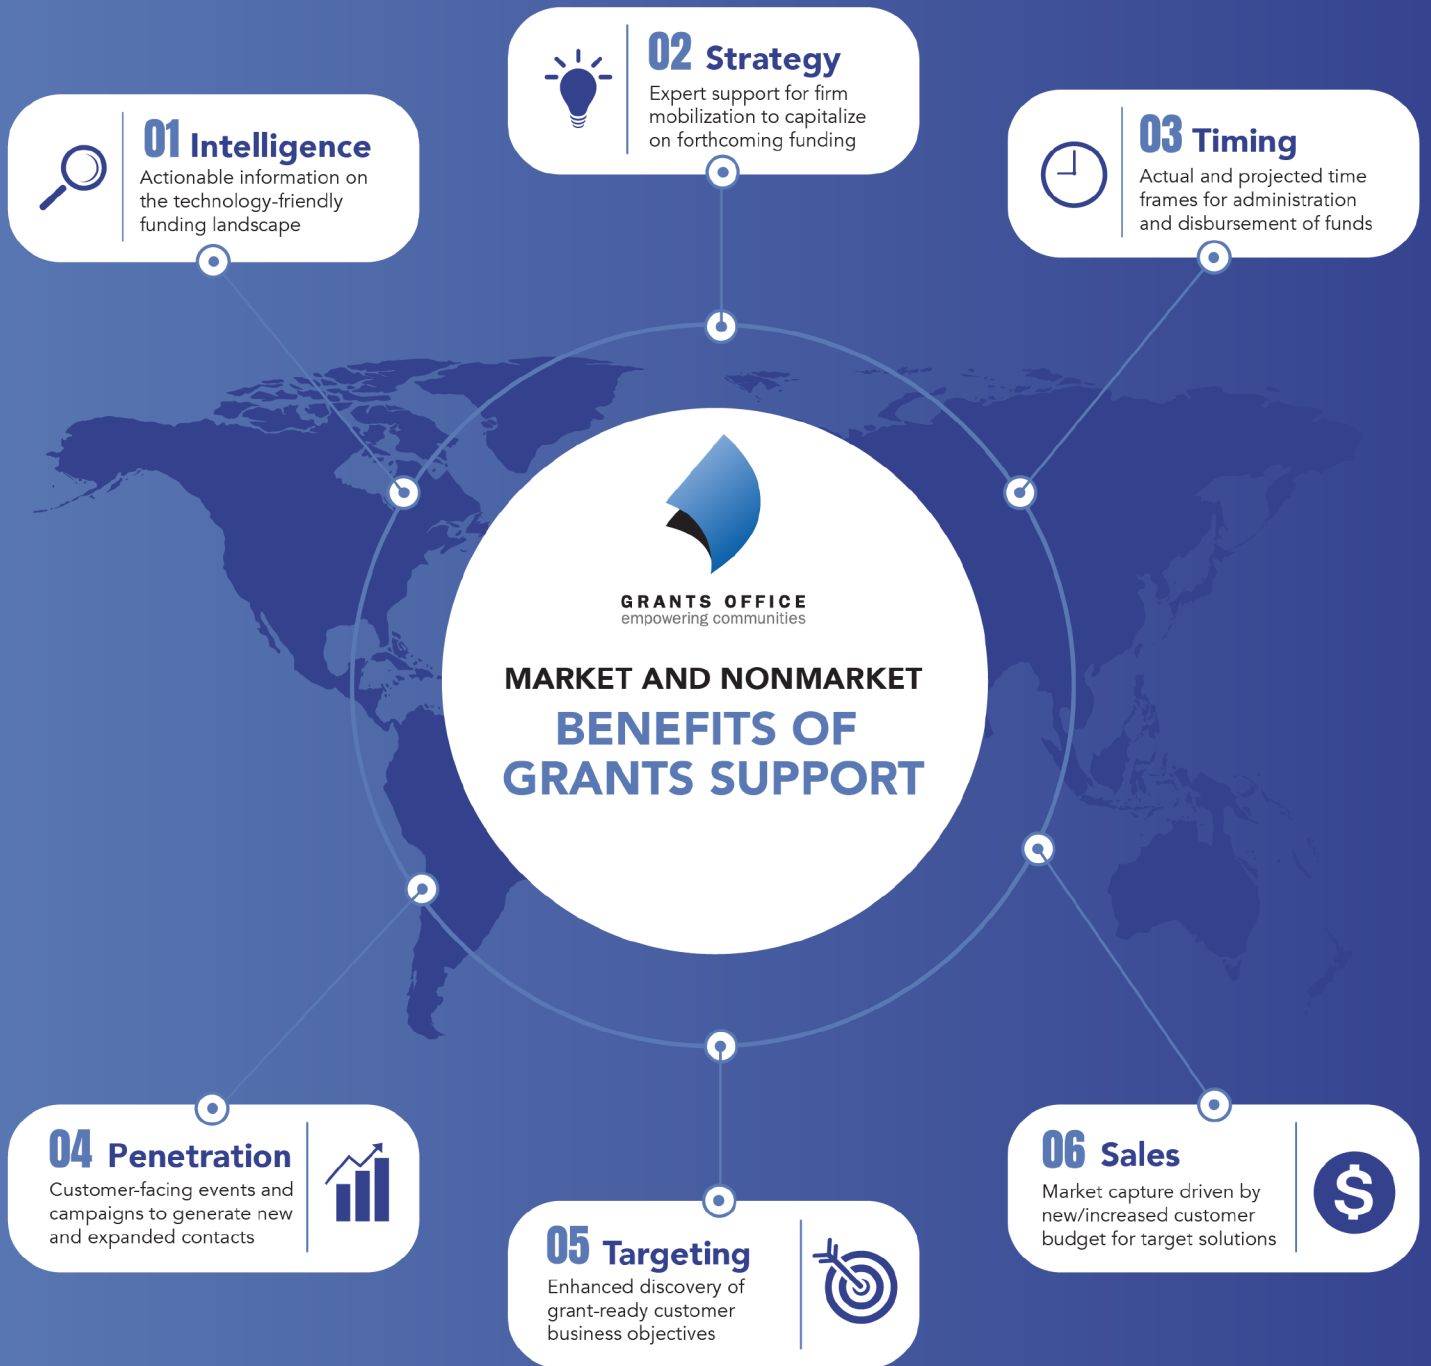 01 Intelligence
Actionable information on
the technology-friendly
funding landscape
02 Strategy
Expert support for firm
mobilization to capitalize
on forthcoming funding
03 Timing
Actual and projected time
frames for administration
and disbursement of funds
GRANTS OFFICE
empowering communities
MARKET AND NONMARKET
BENEFITS OF
GRANTS SUPPORT
04 Penetration
Customer-facing events and
campaigns to generate new
and expanded contacts
05 Targeting
Enhanced discovery of
grant-ready customer
business objectives
06 Sales
Market capture driven by
new/increased customer
budget for target solutions
$